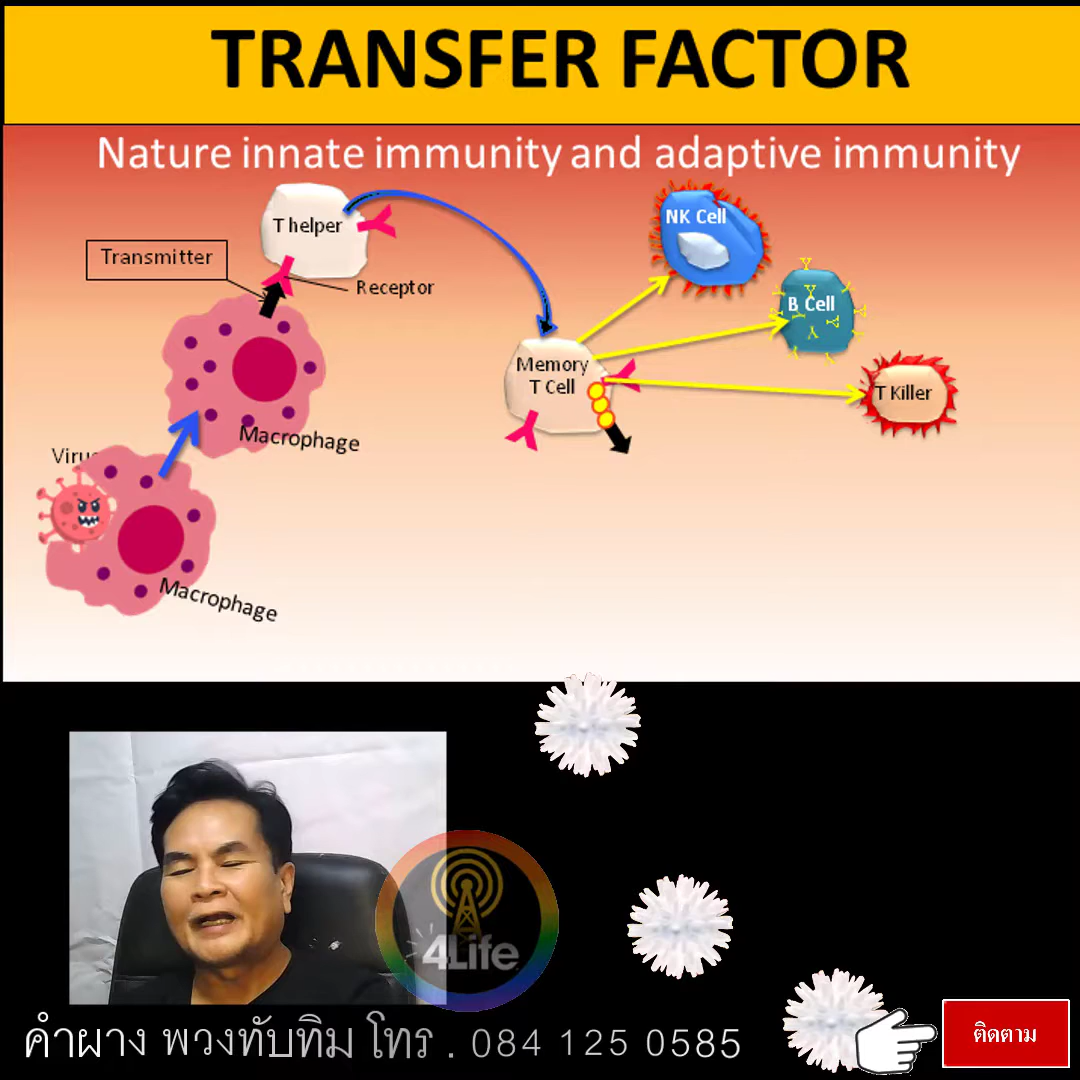 TRANSFER FACTOR
Nature innate immunity and adaptive immunity
T helper
NK Cell
Transmitter
Receptor
B Cell
Memory
T Cell
T Killer
Macrophage
Viru
Macrophage
4Life
คำผาง พวงทับทิม โทร . 084 125 0585
ติดตาม